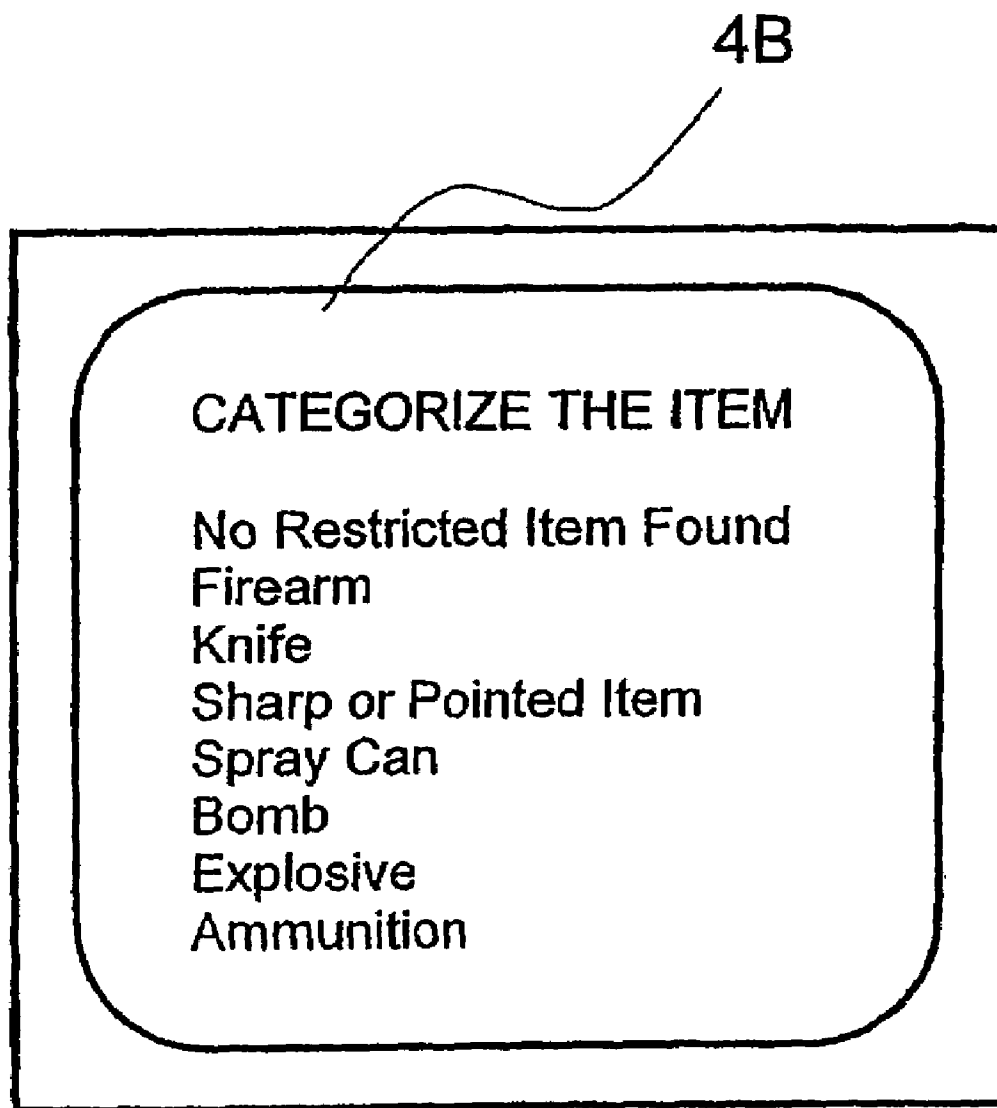 4B
CATEGORIZE THE ITEM
No Restricted Item Found
Firearm
Knife
Sharp or Pointed Item
Spray Can
Bomb
Explosive
Ammunition